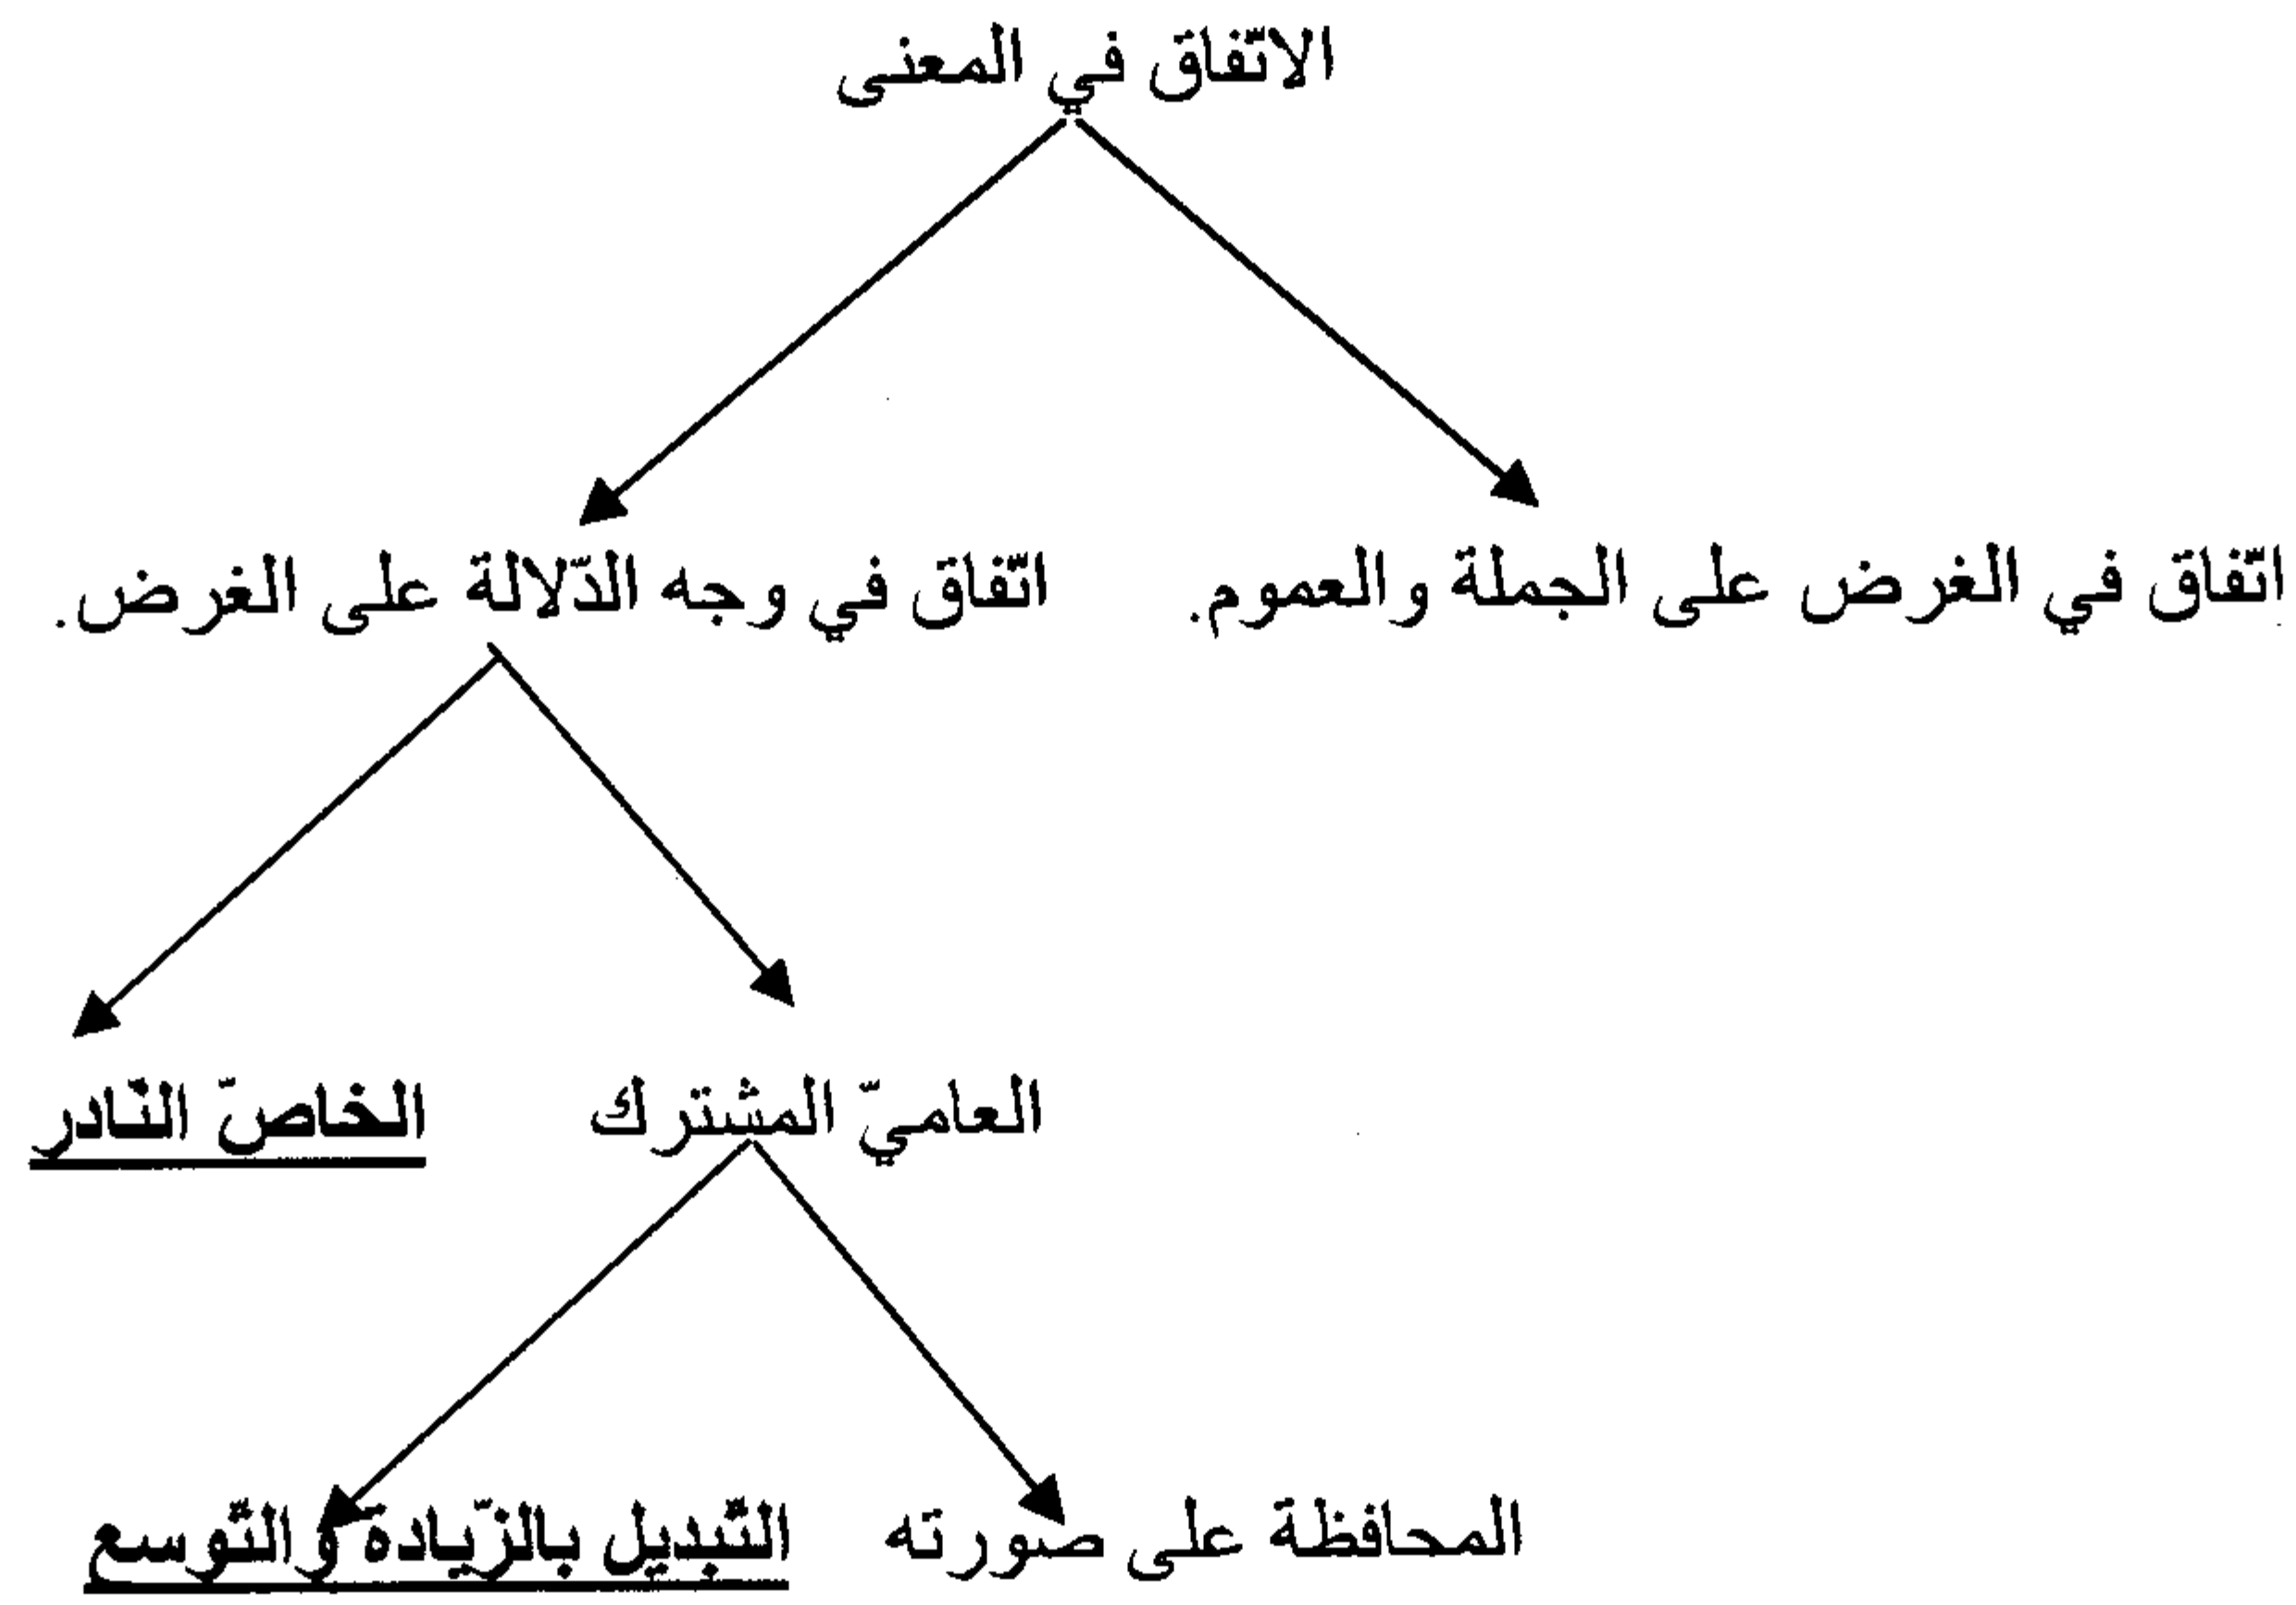 الاتّفاق في المعنى
اتّفاق في الغرض على الجملة والعموم. اتّفاق في وجه الدّلالة على الغرض.
العاميّ المشترك الخاصّ النّادر
المحافظة على صورته التّبديل بالزّيادة و التّوسع